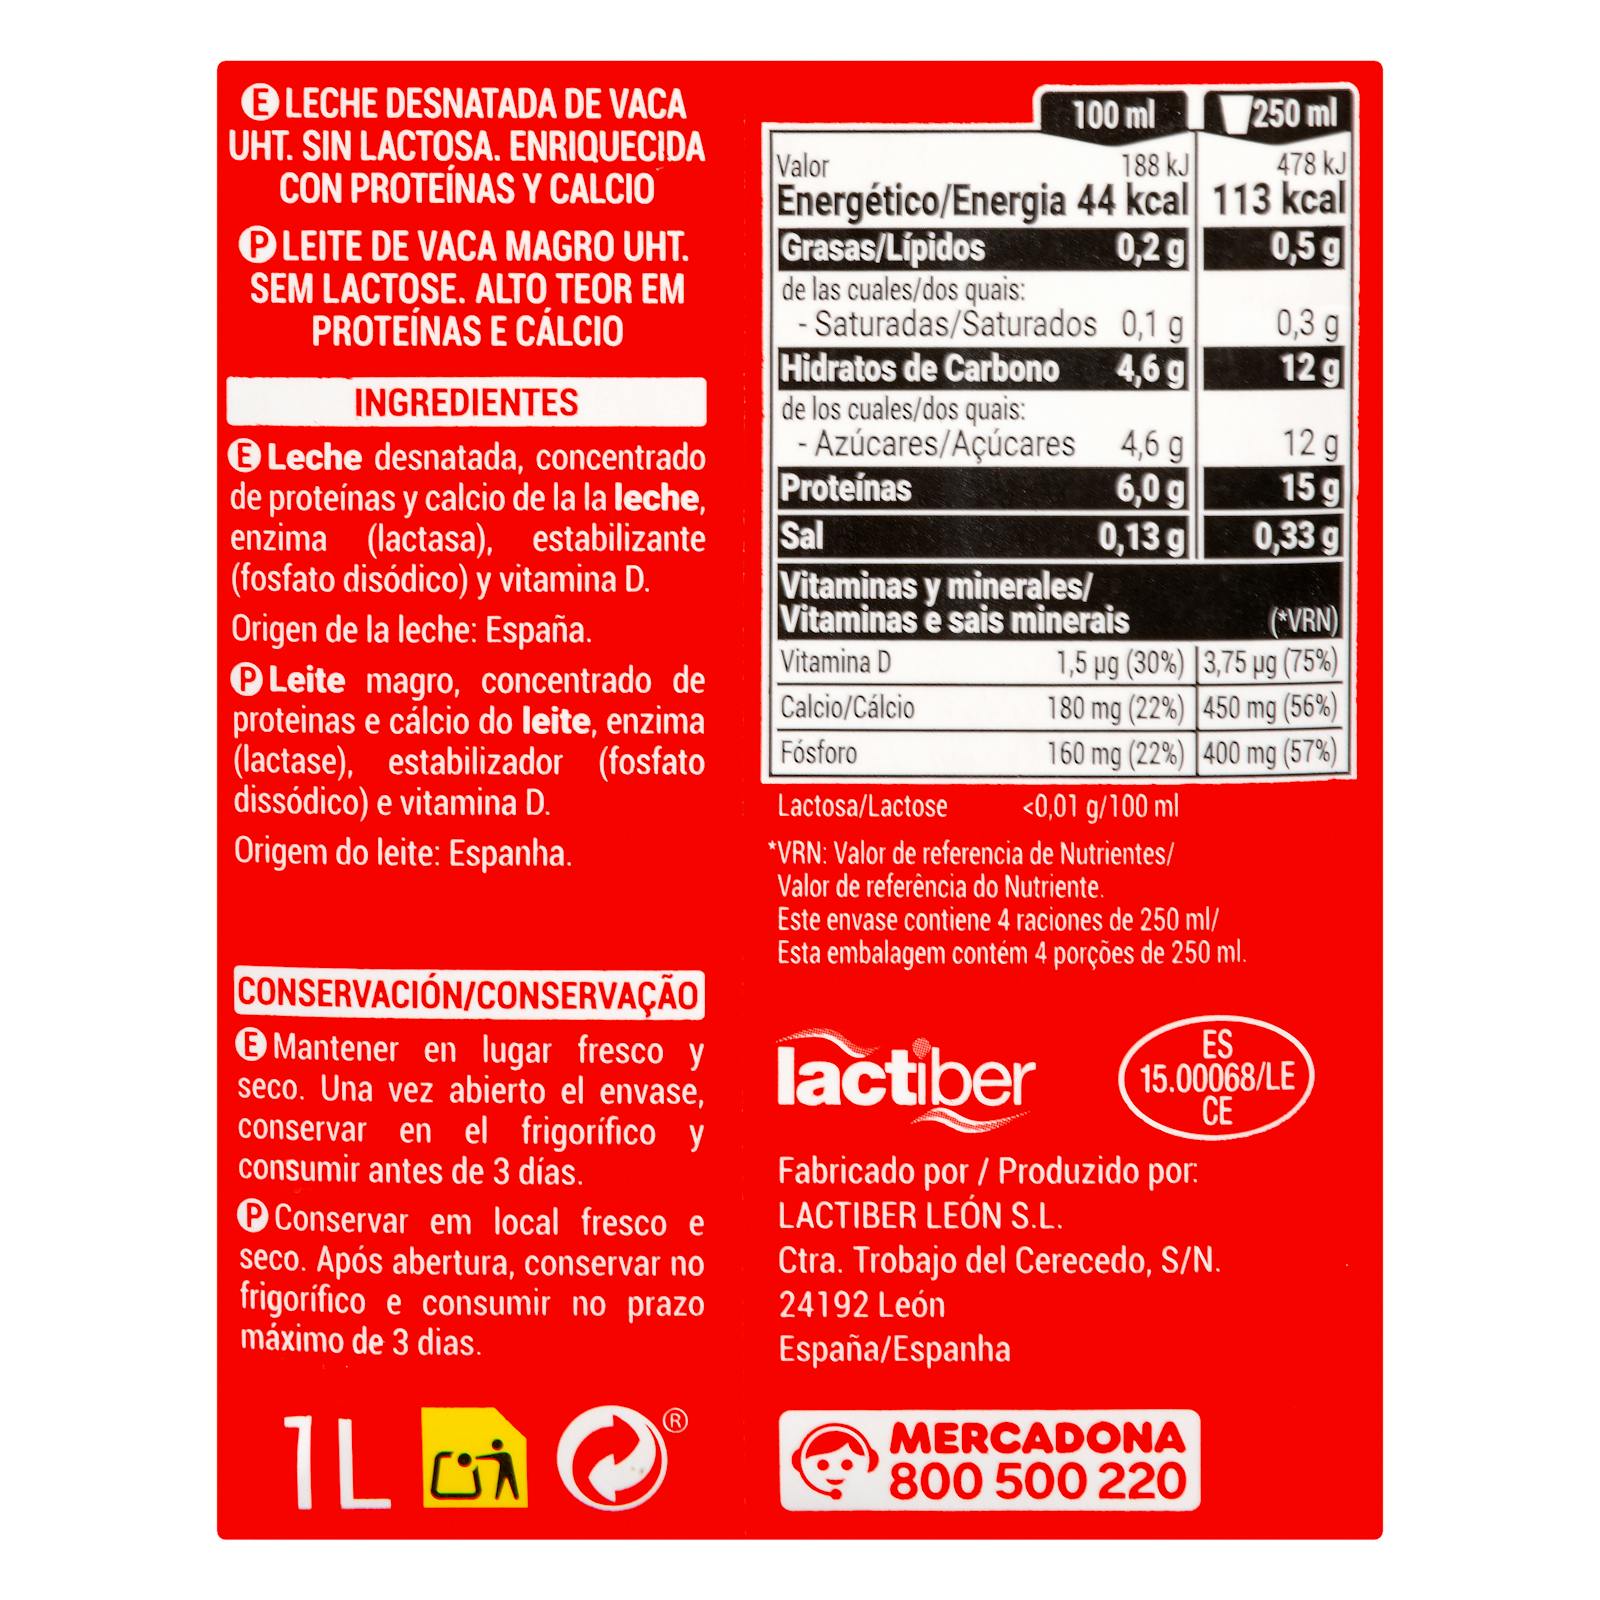 E LECHE DESNATADA DE VACA
UHT. SIN LACTOSA. ENRIQUECIDA
CON PROTEÍNAS Y CALCIO
P LEITE DE VACA MAGRO UHT.
SEM LACTOSE. ALTO TEOR EM
PROTEÍNAS E CÁLCIO
INGREDIENTES
E Leche desnatada, concentrado
de proteínas y calcio de la la leche,
enzima (lactasa), estabilizante
(fosfato disódico) y vitamina D.
Origen de la leche: España.
P Leite magro, concentrado de
proteinas e cálcio do leite, enzima
(lactase), estabilizador (fosfato
dissódico) e vitamina D.
Origem do leite: Espanha.
CONSERVACIÓN/CONSERVAÇÃO
E Mantener en lugar fresco y
seco. Una vez abierto el envase,
conservar en el frigorífico y
consumir antes de 3 días.
P Conservar em local fresco e
seco. Após abertura, conservar no
frigorífico e consumir no prazo
máximo de 3 dias.
1L
®
100 ml 250 ml
Valor 188 kJ 478 kJ
Energético/Energia 44 kcal 113 kcal
Grasas/Lípidos 0,2 g 0,5 g
de las cuales/dos quais:
- Saturadas/Saturados 0,1 g 0,3 g
Hidratos de Carbono 4,6 g 12 g
de los cuales/dos quais:
- Azúcares/Açúcares 4,6 g 12 g
Proteínas 6,0 g 15 g
Sal 0,13 g 0,33 g
Vitaminas y minerales/
Vitaminas e sais minerais (*VRN)
Vitamina D 1,5 µg (30%) 3,75 µg (75%)
Calcio/Cálcio 180 mg (22%) 450 mg (56%)
Fósforo 160 mg (22%) 400 mg (57%)
Lactosa/Lactose <0,01 g/100 ml
*VRN: Valor de referencia de Nutrientes/
Valor de referência do Nutriente.
Este envase contiene 4 raciones de 250 ml/
Esta embalagem contém 4 porções de 250 ml.
lactiber
ES
15.00068/LE
CE
Fabricado por / Produzido por:
LACTIBER LEÓN S.L.
Ctra. Trobajo del Cerecedo, S/N.
24192 León
España/Espanha
MERCADONA
800 500 220